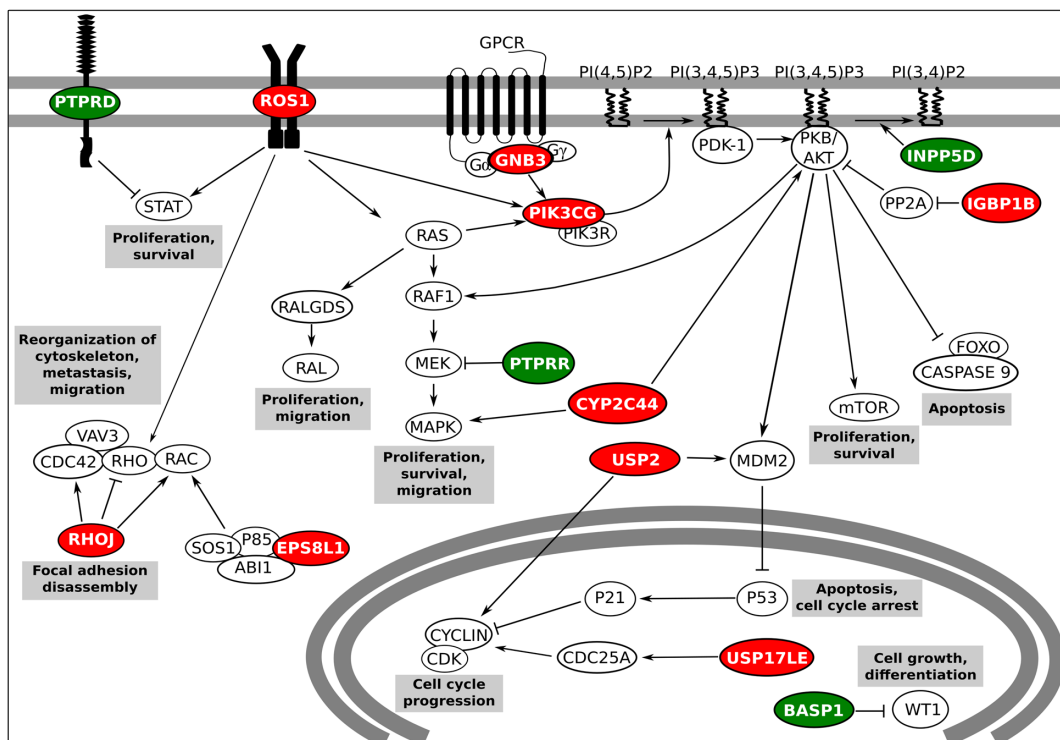 GPCR
PI(4,5)P2
PI(3,4,5)P3
PI(3,4,5)P3
PI(3,4)P2
PTPRD
ROS1
PDK-1
PKB/
AKT
INPP5D
Gα
GNB3
Gγ
STAT
PIK3CG
PIK3R
PP2A
IGBP1B
Proliferation,
survival
RAS
RALGDS
RAF1
Reorganization of
cytoskeleton,
metastasis,
migration
RAL
MEK
PTPRR
FOXO
CASPASE 9
Proliferation,
migration
MAPK
CYP2C44
mTOR
Apoptosis
VAV3
CDC42
RHO
RAC
Proliferation,
survival,
migration
USP2
MDM2
Proliferation,
survival
RHOJ
SOS1
P85
EPS8L1
ABI1
Focal adhesion
disassembly
P21
P53
Apoptosis,
cell cycle arrest
CYCLIN
CDK
CDC25A
USP17LE
Cell cycle
progression
Cell growth,
differentiation
BASP1
WT1